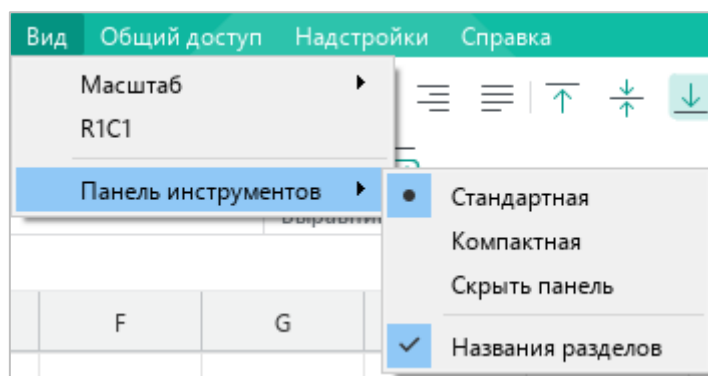 Вид Общий доступ Надстройки Справка
Масштаб
R1C1
Панель инструментов
Стандартная
Компактная
Скрыть панель
Названия разделов
F G